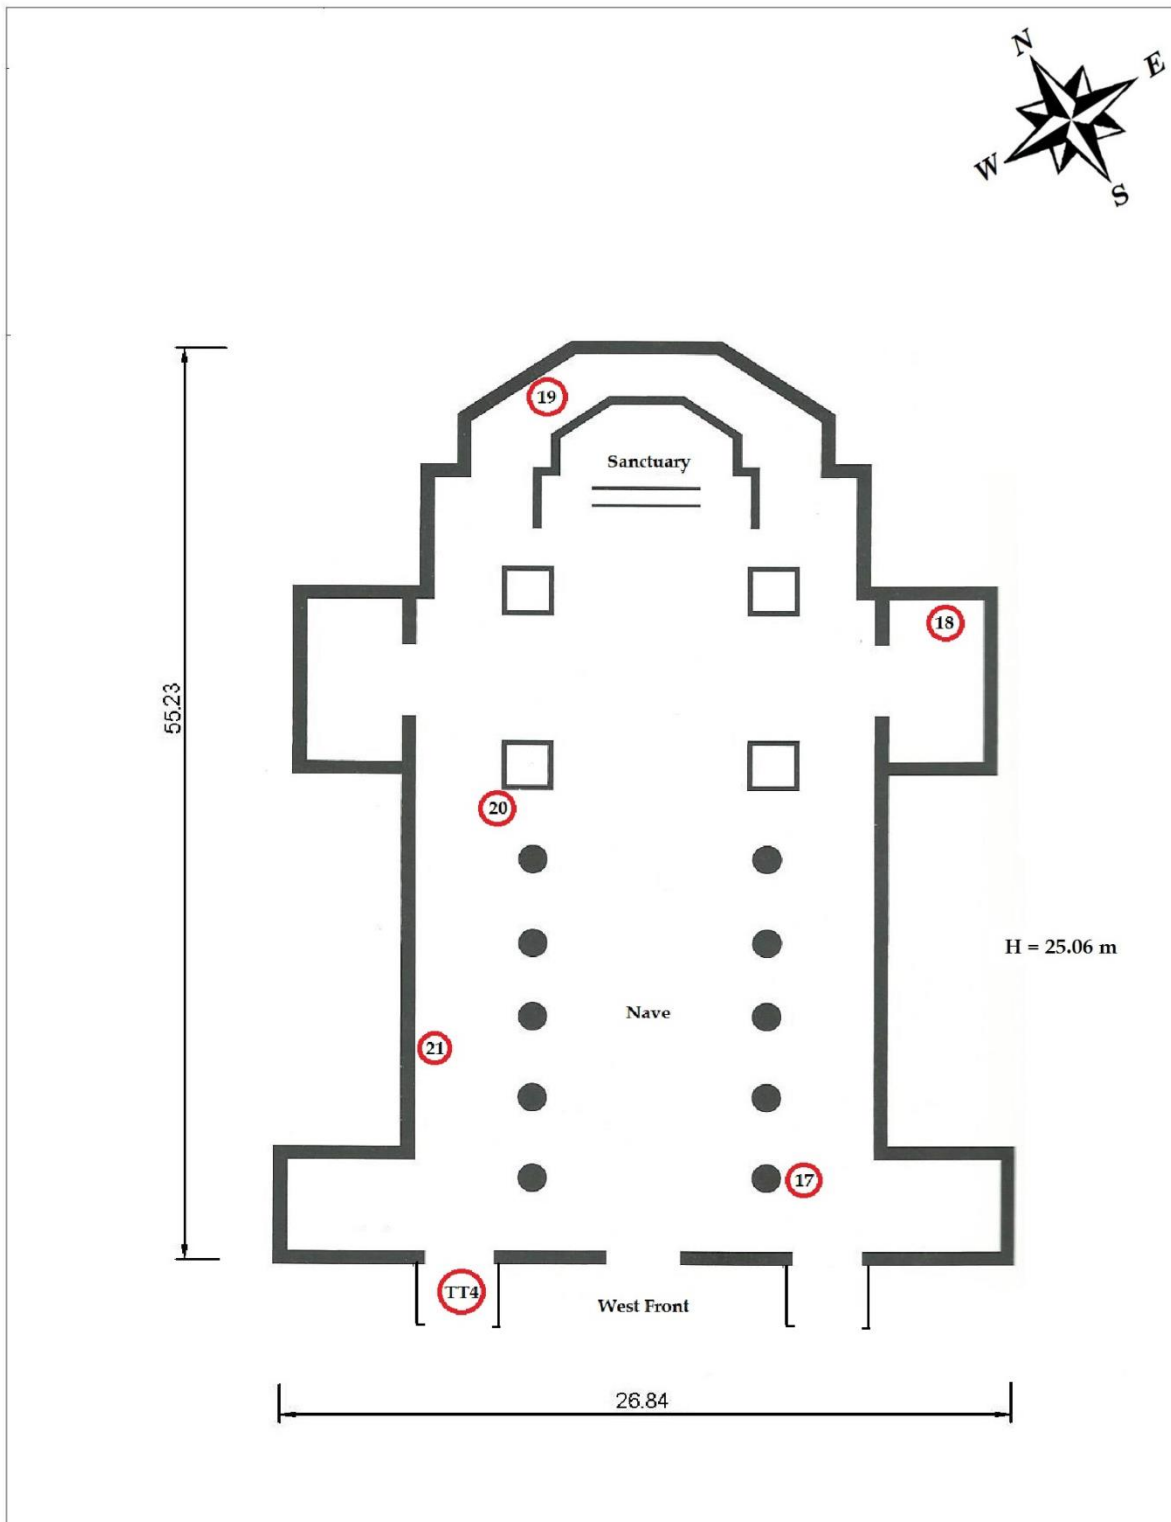 N
E
W
S
19
Sanctuary
18
55.23
20
H = 25.06 m
Nave
21
17
TT4
West Front
26.84